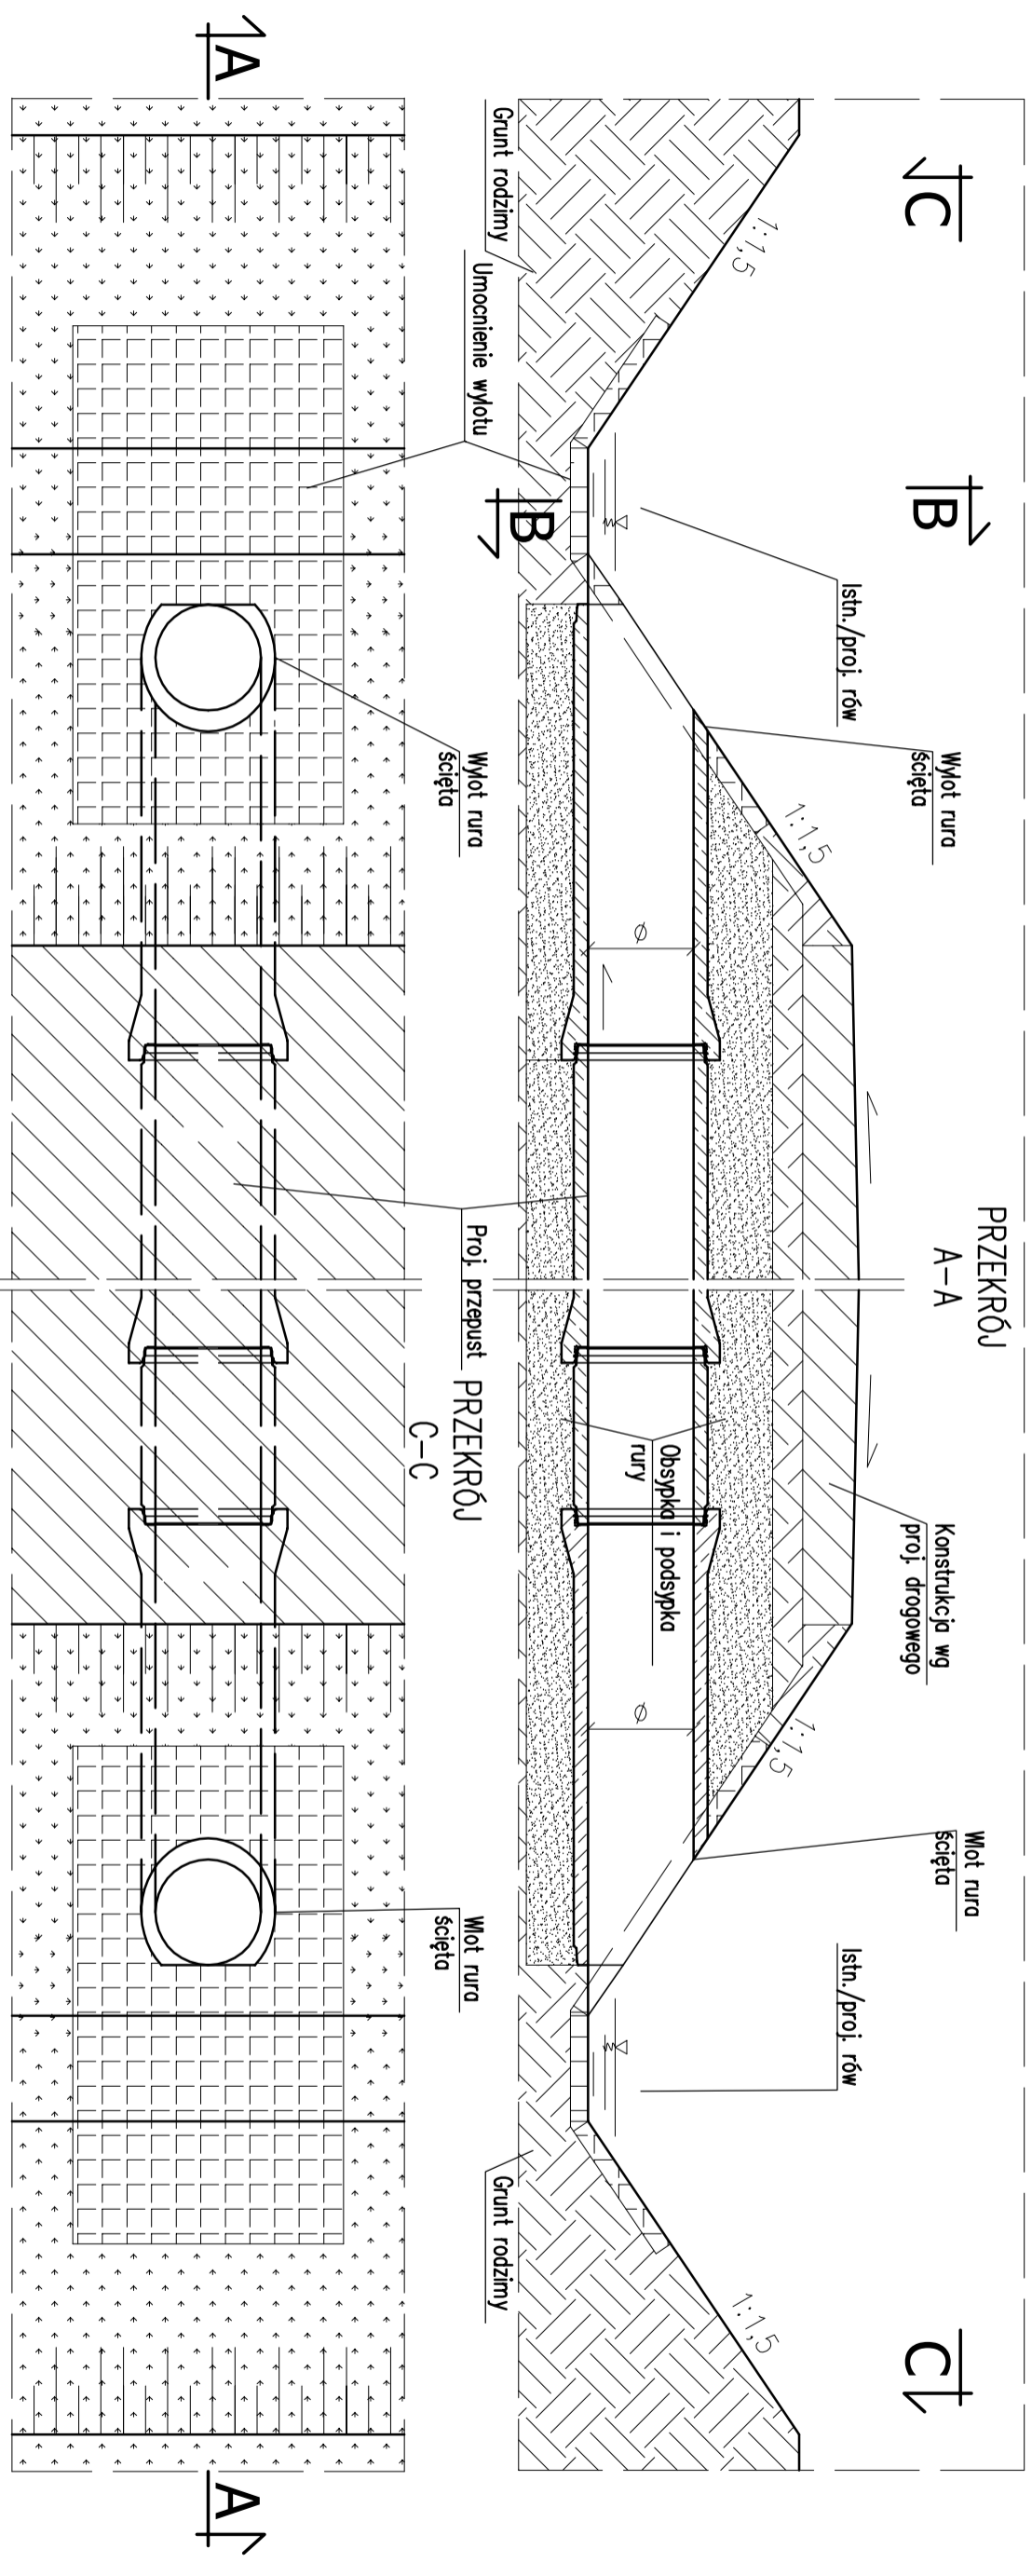 PRZEKRÓJ
A-A
C
B
C
Istn./proj. rów
Wylot rura
ścięta
Konstrukcja wg
proj. drogowego
Wlot rura
ścięta
Istn./proj. rów
1:1,5
1:1,5
1:1,5
1:1,5
Ø
Ø
Obsypka i podsypka
rury
B
Grunt rodzimy
Umocnienie wylotu
Wylot rura
ścięta
Proj. przepust
Wlot rura
ścięta
Grunt rodzimy
PRZEKRÓJ
C-C
A
A